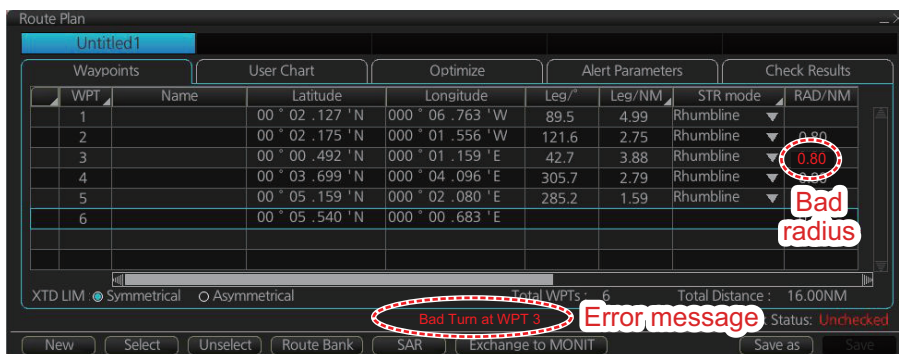 Route Plan
Untitled1
Waypoints User Chart Optimize Alert Parameters Check Results
WPT Name Latitude Longitude Leg/° Leg/NM STR mode RAD/NM
1 00 ° 02 .127 'N 000 ° 06 .763 'W 89.5 4.99 Rhumbline
2 00 ° 02 .175 'N 000 ° 01 .556 'W 121.6 2.75 Rhumbline 0.80
3 00 ° 00 .492 'N 000 ° 01 .159 'E 42.7 3.88 Rhumbline 0.80
4 00 ° 03 .699 'N 000 ° 04 .096 'E 305.7 2.79 Rhumbline 0.80
5 00 ° 05 .159 'N 000 ° 02 .080 'E 285.2 1.59 Rhumbline
6 00 ° 05 .540 'N 000 ° 00 .683 'E
Bad
radius
XTD LIM : Symmetrical Asymmetrical Total WPTs : 6 Total Distance : 16.00NM
Bad Turn at WPT 3 Error message Status: Unchecked
New Select Unselect Route Bank SAR Exchange to MONIT Save as Save